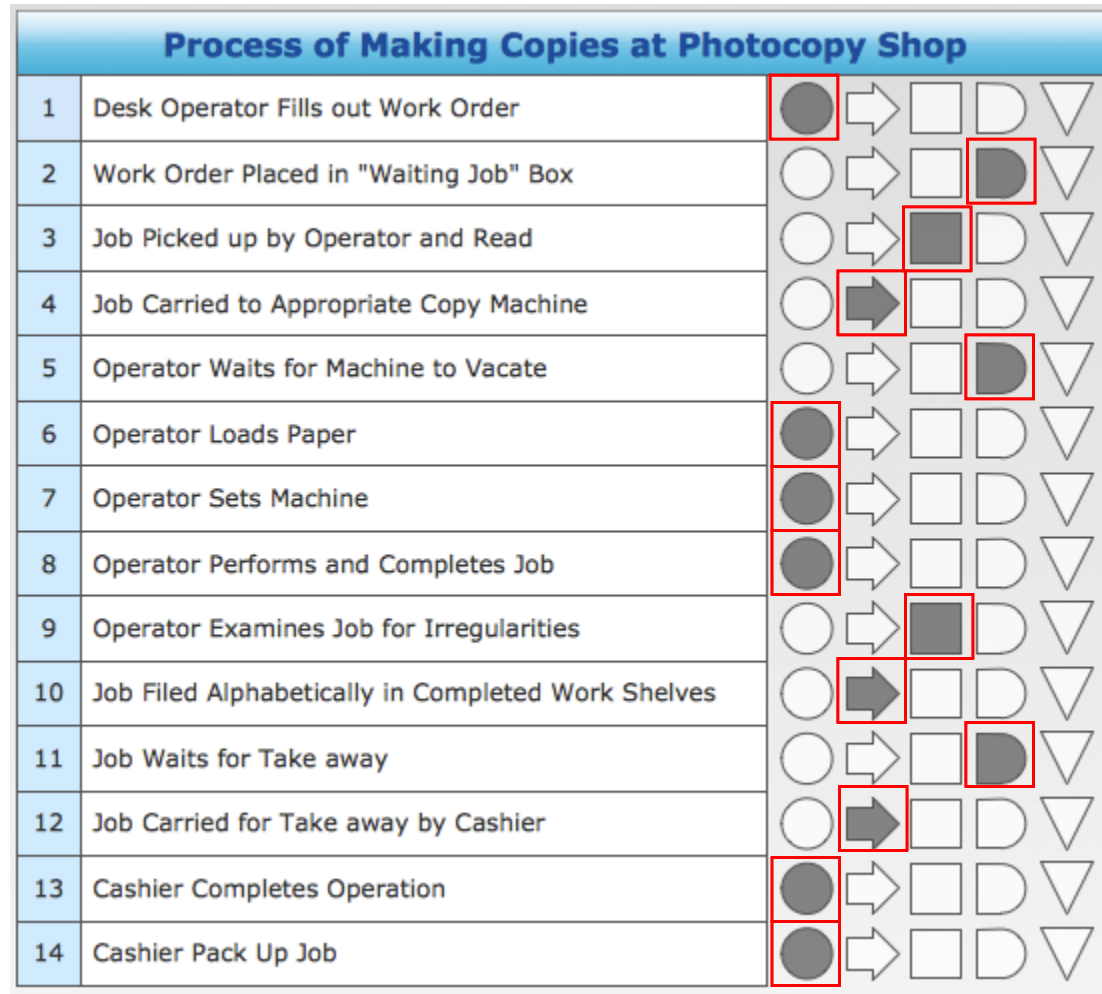 Process of Making Copies at Photocopy Shop
1 Desk Operator Fills out Work Order
2 Work Order Placed in "Waiting Job" Box
3 Job Picked up by Operator and Read
4 Job Carried to Appropriate Copy Machine
5 Operator Waits for Machine to Vacate
6 Operator Loads Paper
7 Operator Sets Machine
8 Operator Performs and Completes Job
9 Operator Examines Job for Irregularities
10 Job Filed Alphabetically in Completed Work Shelves
11 Job Waits for Take away
12 Job Carried for Take away by Cashier
13 Cashier Completes Operation
14 Cashier Pack Up Job